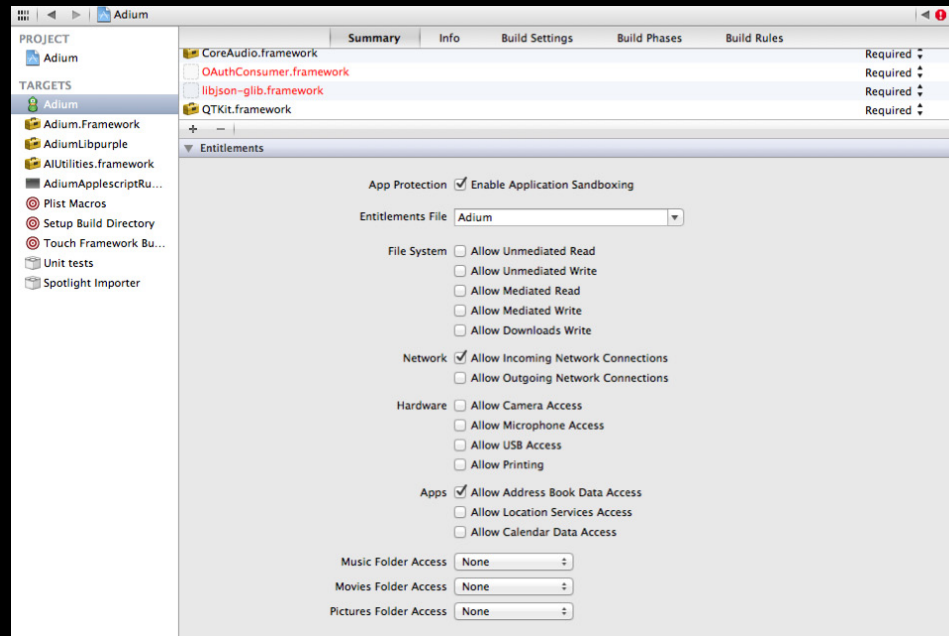 Adium
PROJECT
Adium
TARGETS
Adium
Adium.Framework
AdiumLibpurple
AIUtilities.framework
AdiumApplescriptRu...
Plist Macros
Setup Build Directory
Touch Framework Bu...
Unit tests
Spotlight Importer
Summary Info Build Settings Build Phases Build Rules
CoreAudio.framework Required
OAuthConsumer.framework Required
libjson-glib.framework Required
QTKit.framework Required
+ −
Entitlements
App Protection Enable Application Sandboxing
Entitlements File Adium
File System Allow Unmediated Read
Allow Unmediated Write
Allow Mediated Read
Allow Mediated Write
Allow Downloads Write
Network Allow Incoming Network Connections
Allow Outgoing Network Connections
Hardware Allow Camera Access
Allow Microphone Access
Allow USB Access
Allow Printing
Apps Allow Address Book Data Access
Allow Location Services Access
Allow Calendar Data Access
Music Folder Access None
Movies Folder Access None
Pictures Folder Access None